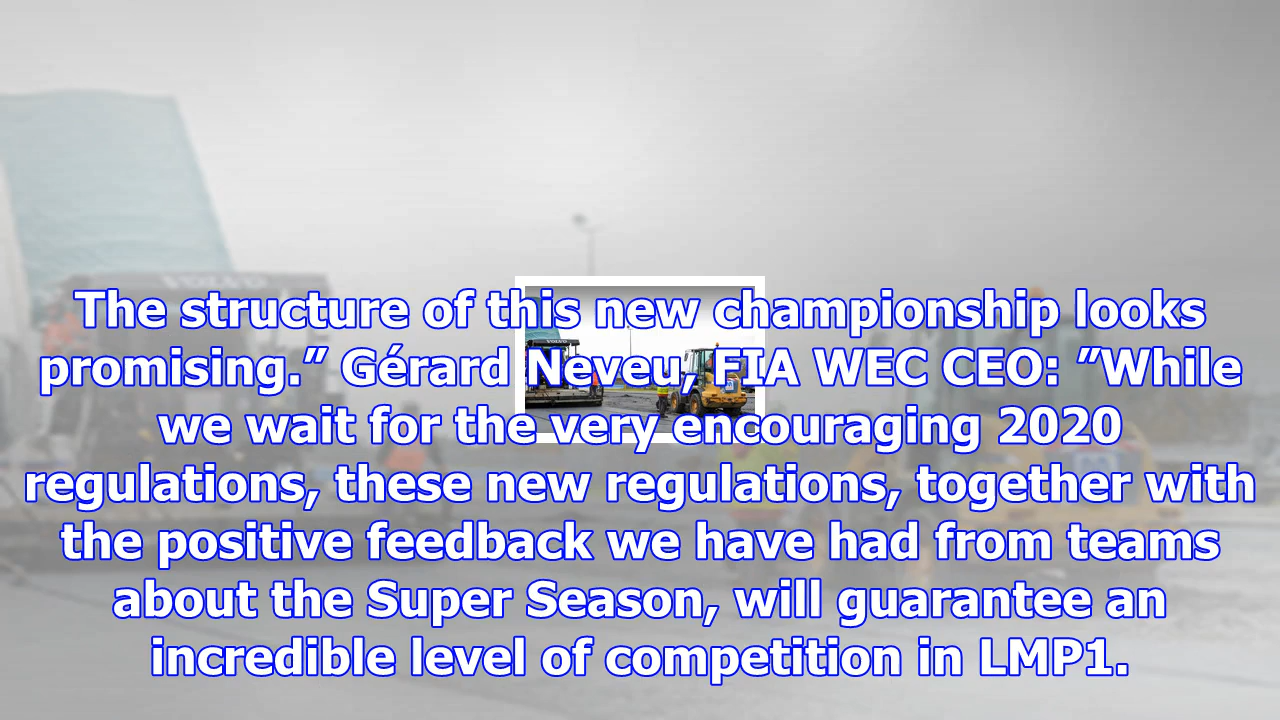 The structure of this new championship looks
promising.” Gérard Neveu, FIA WEC CEO: ”While
we wait for the very encouraging 2020
regulations, these new regulations, together with
the positive feedback we have had from teams
about the Super Season, will guarantee an
incredible level of competition in LMP1.
VOLVO